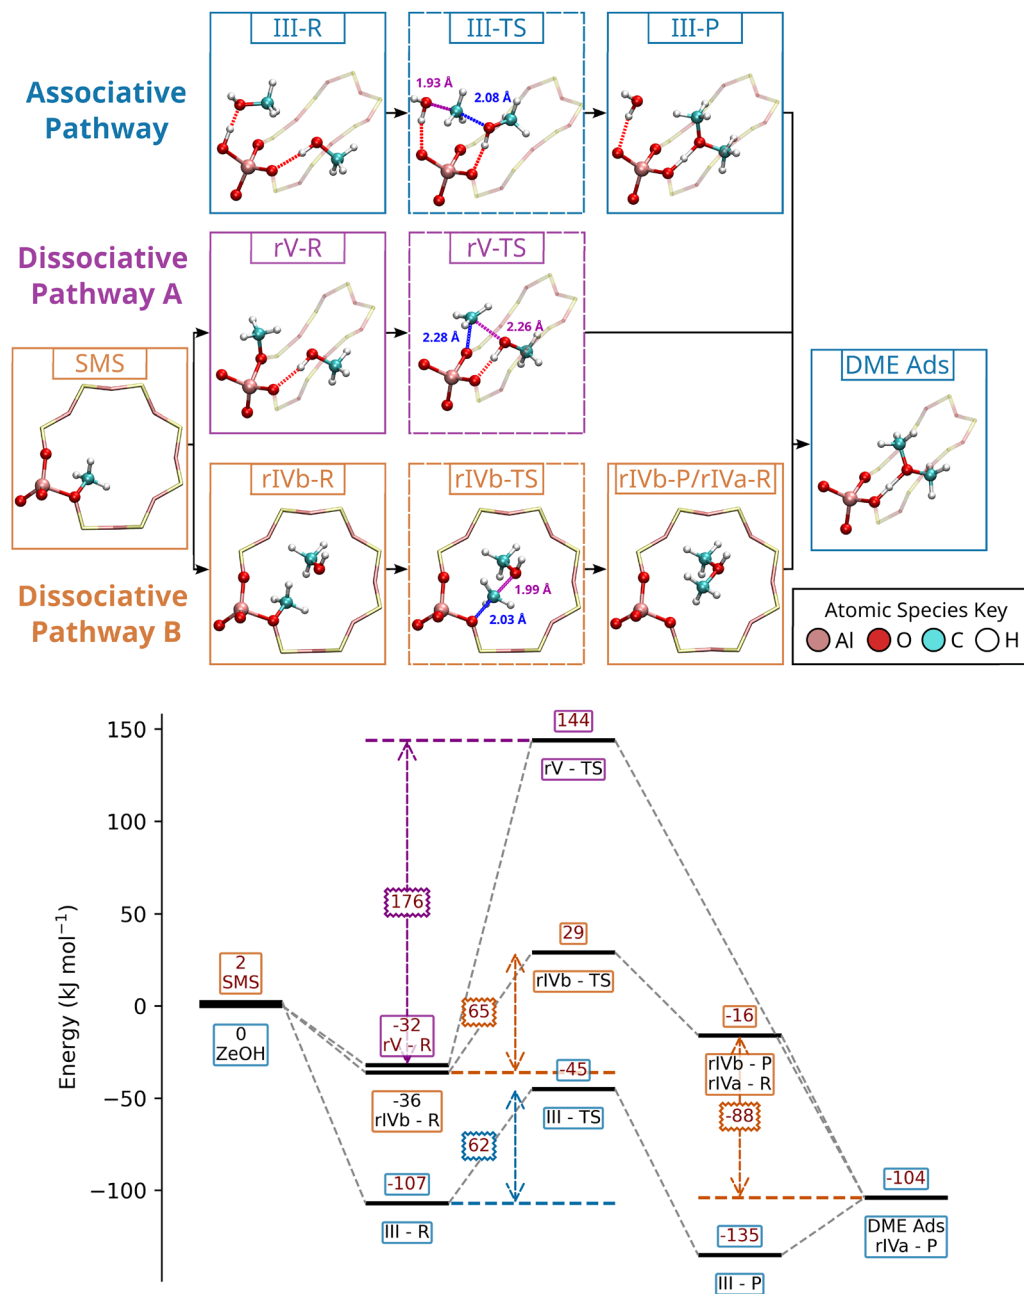 III-R
III-TS
III-P
Associative
Pathway
1.93 Å
2.08 Å
Dissociative
Pathway A
rV-R
rV-TS
2.28 Å
2.26 Å
SMS
DME Ads
Dissociative
Pathway B
rIVb-R
rIVb-TS
rIVb-P/rIVa-R
1.99 Å
2.03 Å
Atomic Species Key
Al O C H
Energy (kJ mol⁻¹)
150
100
50
0
−50
−100
2
SMS
0
ZeOH
144
rV - TS
176
-32
rV - R
-36
rIVb - R
29
rIVb - TS
65
-45
III - TS
62
-107
III - R
-16
rIVb - P
rIVa - R
-88
-135
III - P
-104
DME Ads
rIVa - P